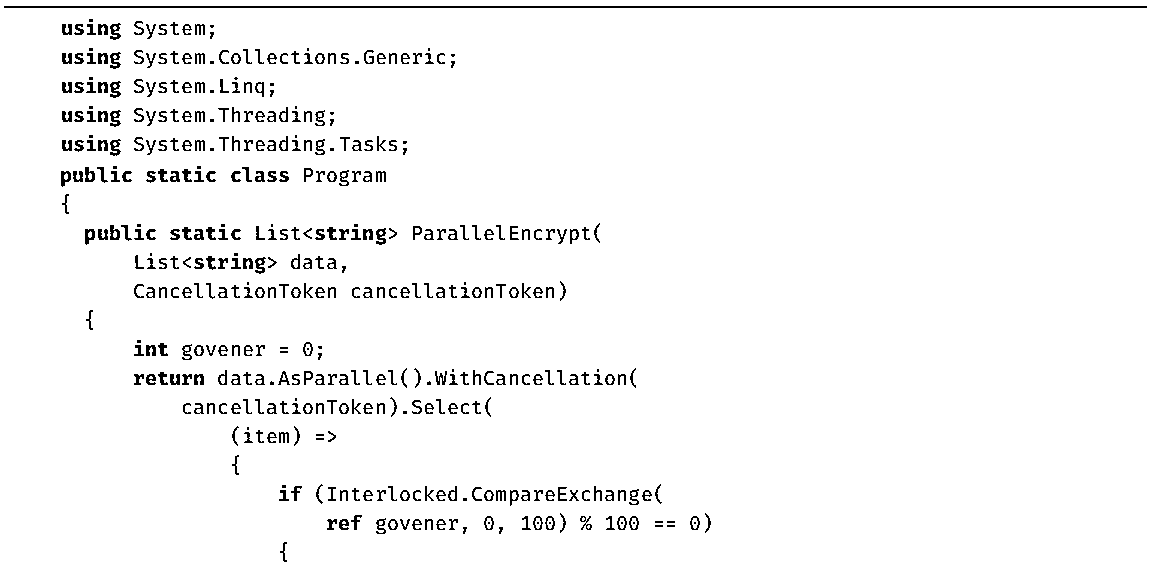 using System;
using System.Collections.Generic;
using System.Linq;
using System.Threading;
using System.Threading.Tasks;
public static class Program
{
public static List<string> ParallelEncrypt(
List<string> data,
CancellationToken cancellationToken)
{
int govener = 0;
return data.AsParallel().WithCancellation(
cancellationToken).Select(
(item) =>
{
if (Interlocked.CompareExchange(
ref govener, 0, 100) % 100 == 0)
{